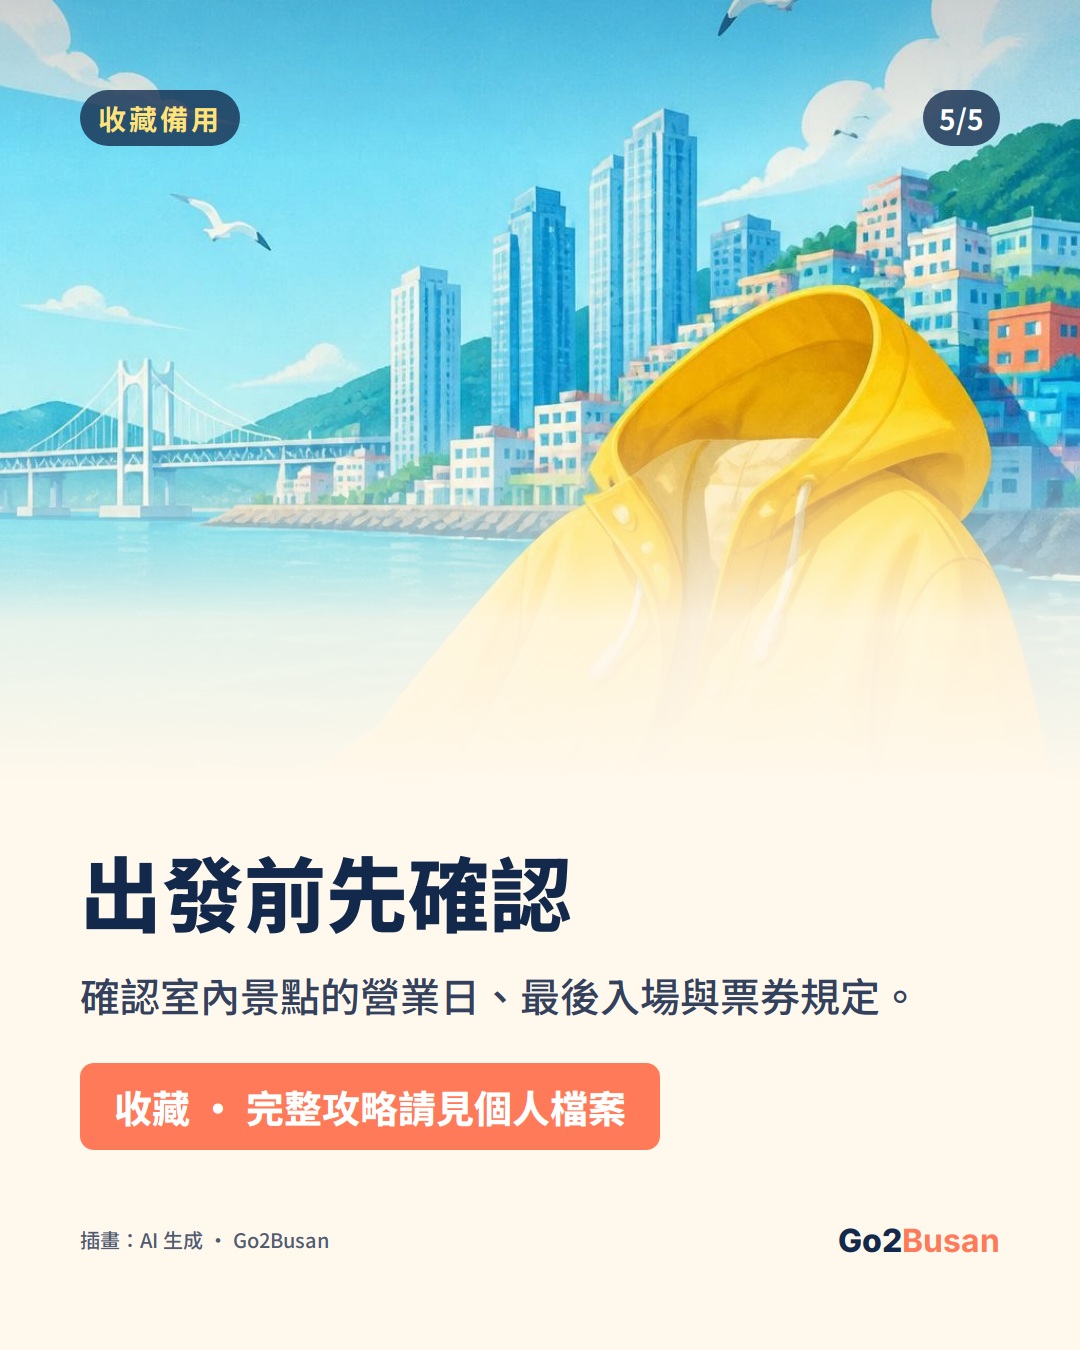 收藏備用
5/5
出發前先確認
確認室內景點的營業日、最後入場與票券規定。
收藏 · 完整攻略請見個人檔案
插畫：AI 生成 · Go2Busan
Go2Busan